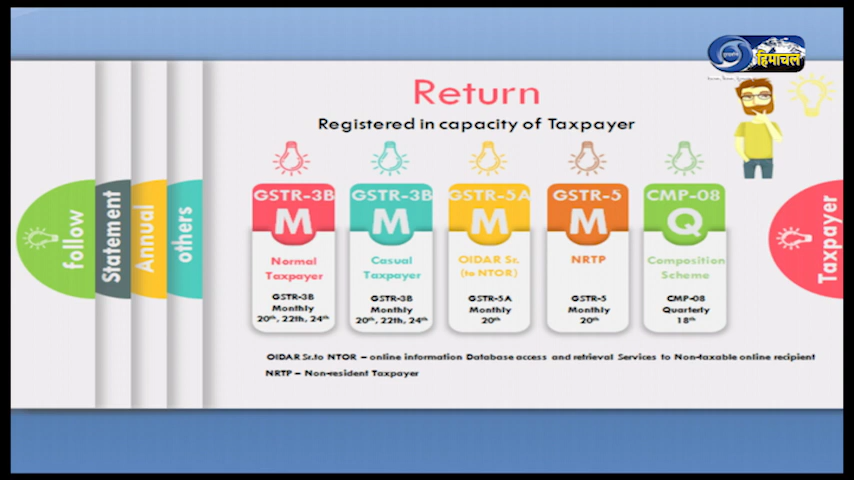 दूरदर्शन
हिमाचल
Return
Registered in capacity of Taxpayer
follow
Statement
Annual
others
Taxpayer
GSTR-3B
M
Normal
Taxpayer
GSTR-3B
Monthly
20th, 22th, 24th
GSTR-3B
M
Casual
Taxpayer
GSTR-3B
Monthly
20th, 22th, 24th
GSTR-5A
M
OIDAR Sr.
(to NTOR)
GSTR-5A
Monthly
20th
GSTR-5
M
NRTP
GSTR-5
Monthly
20th
CMP-08
Q
Composition
Scheme
CMP-08
Quarterly
18th
OIDAR Sr.to NTOR – online information Database access and retrieval Services to Non-taxable online recipient
NRTP – Non-resident Taxpayer